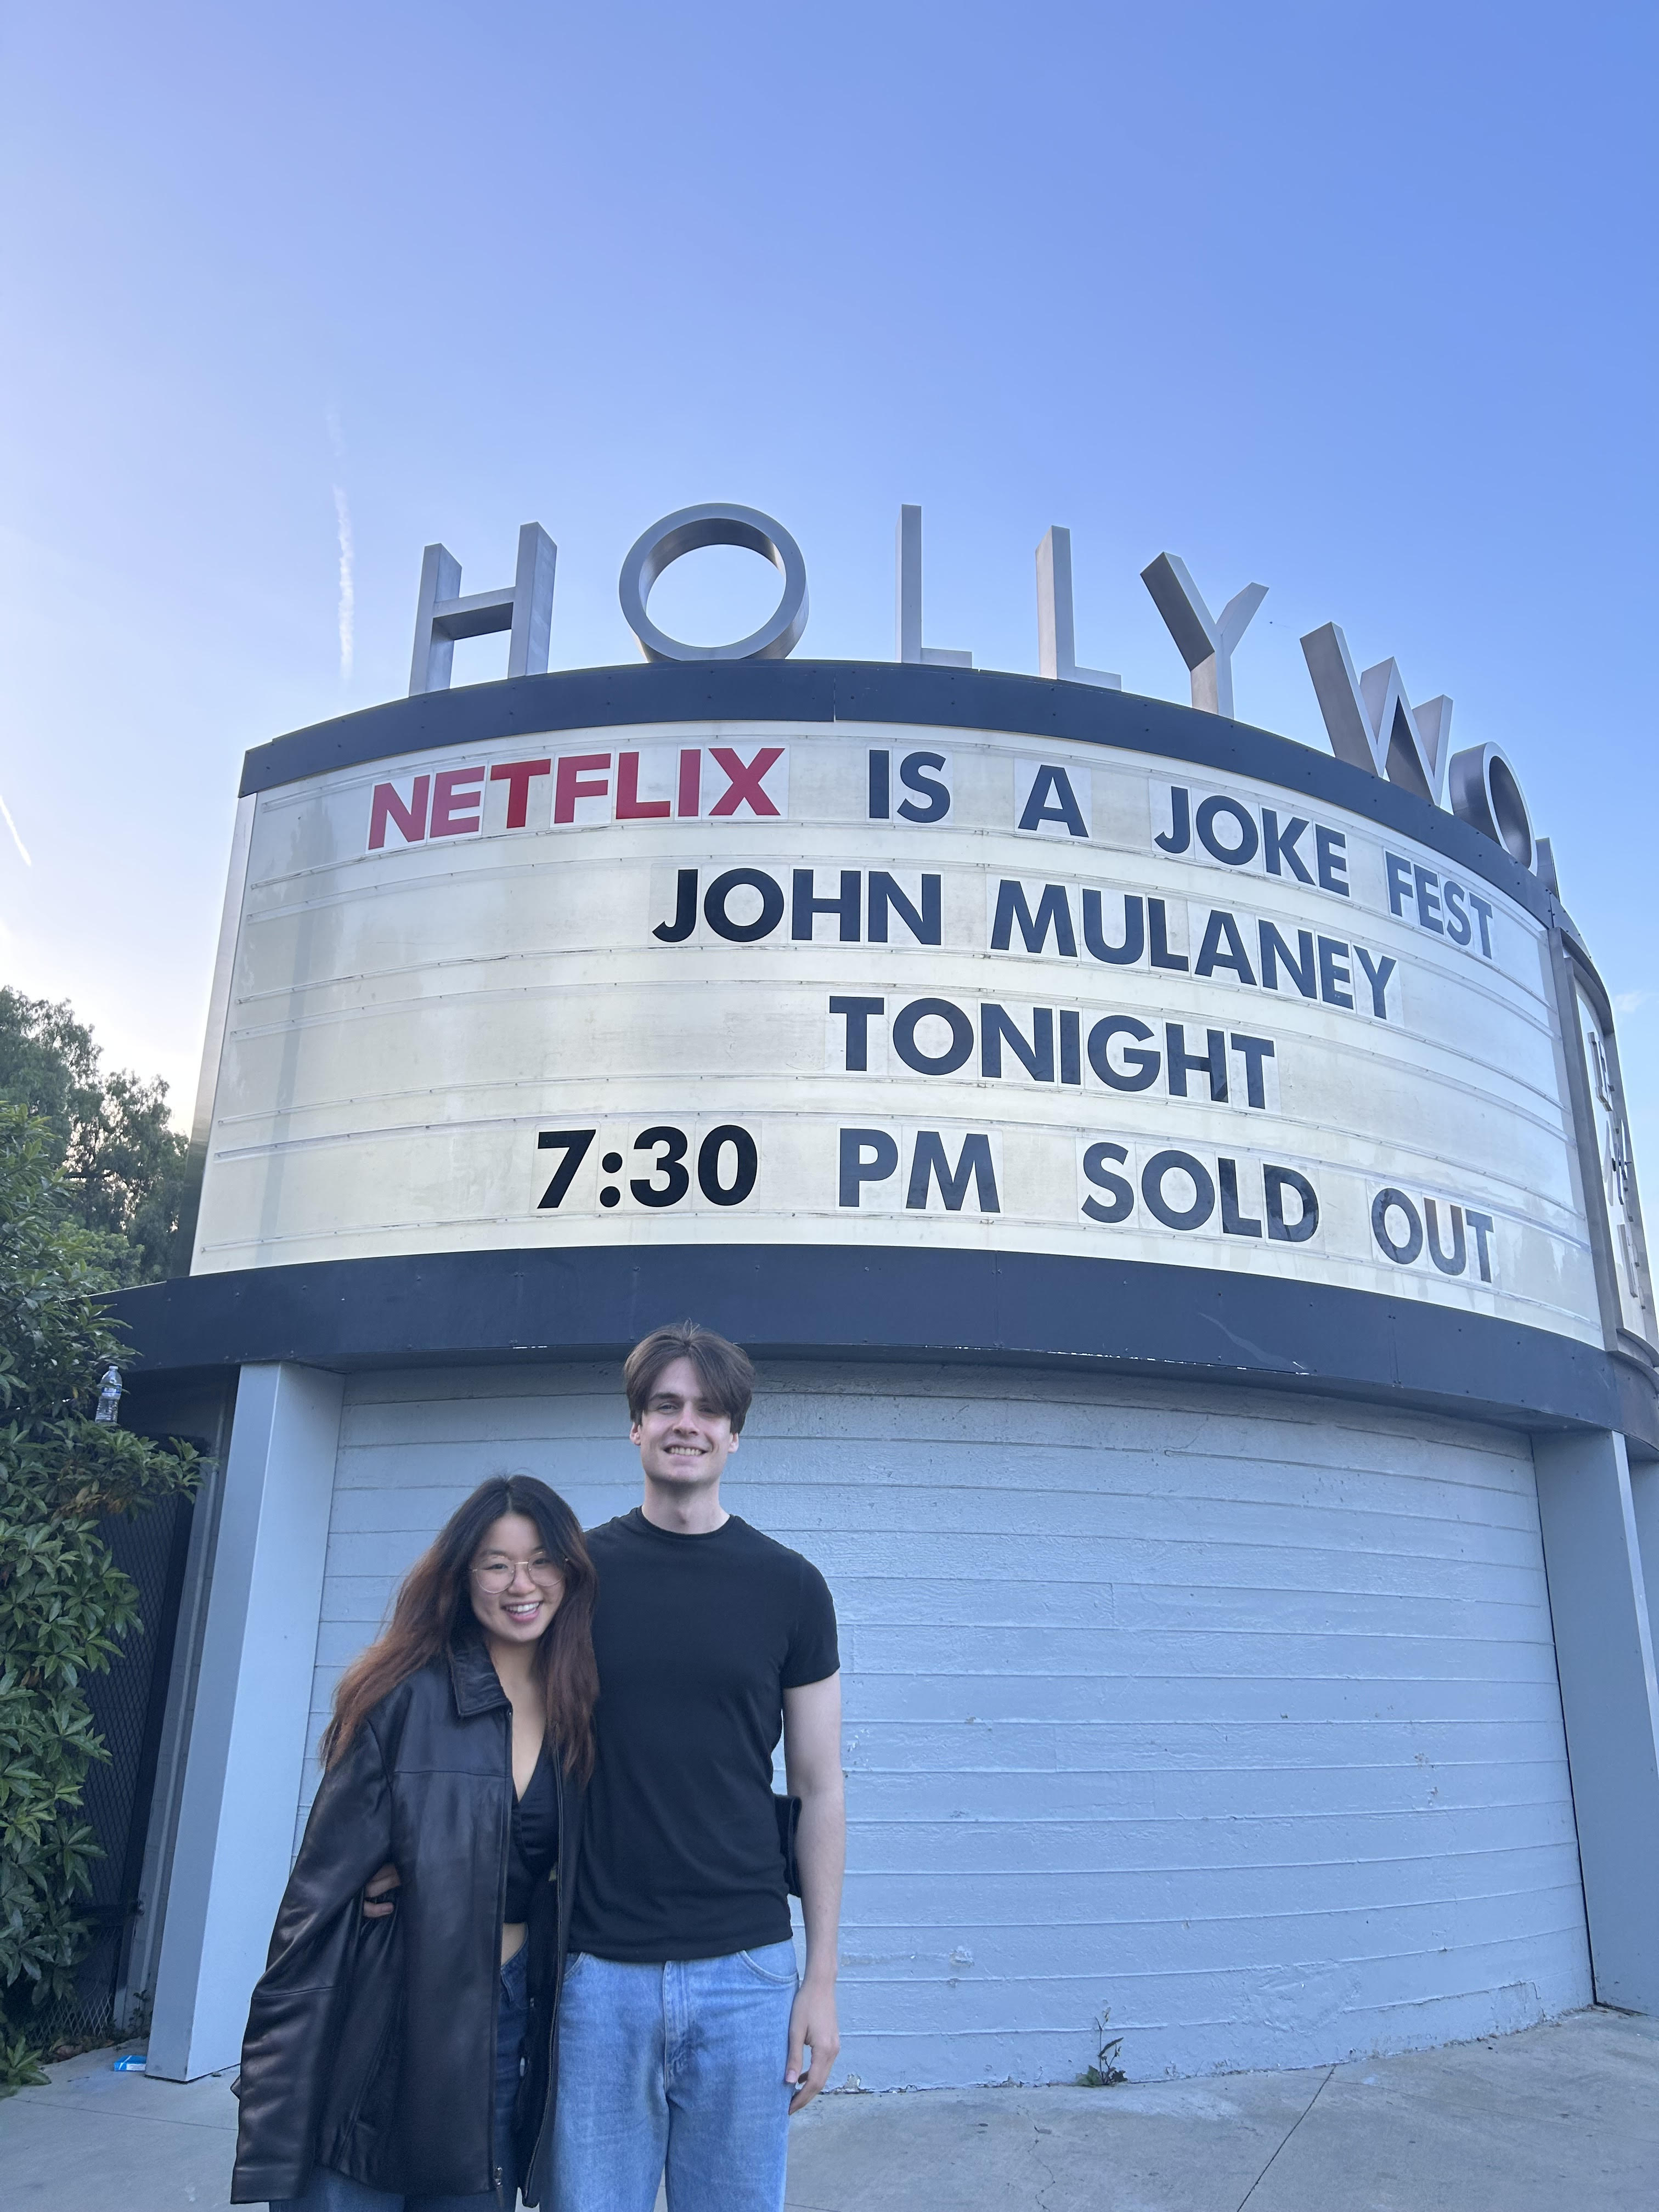 HOLLYWO
NETFLIX IS A JOKE FEST
JOHN MULANEY
TONIGHT
7:30 PM SOLD OUT